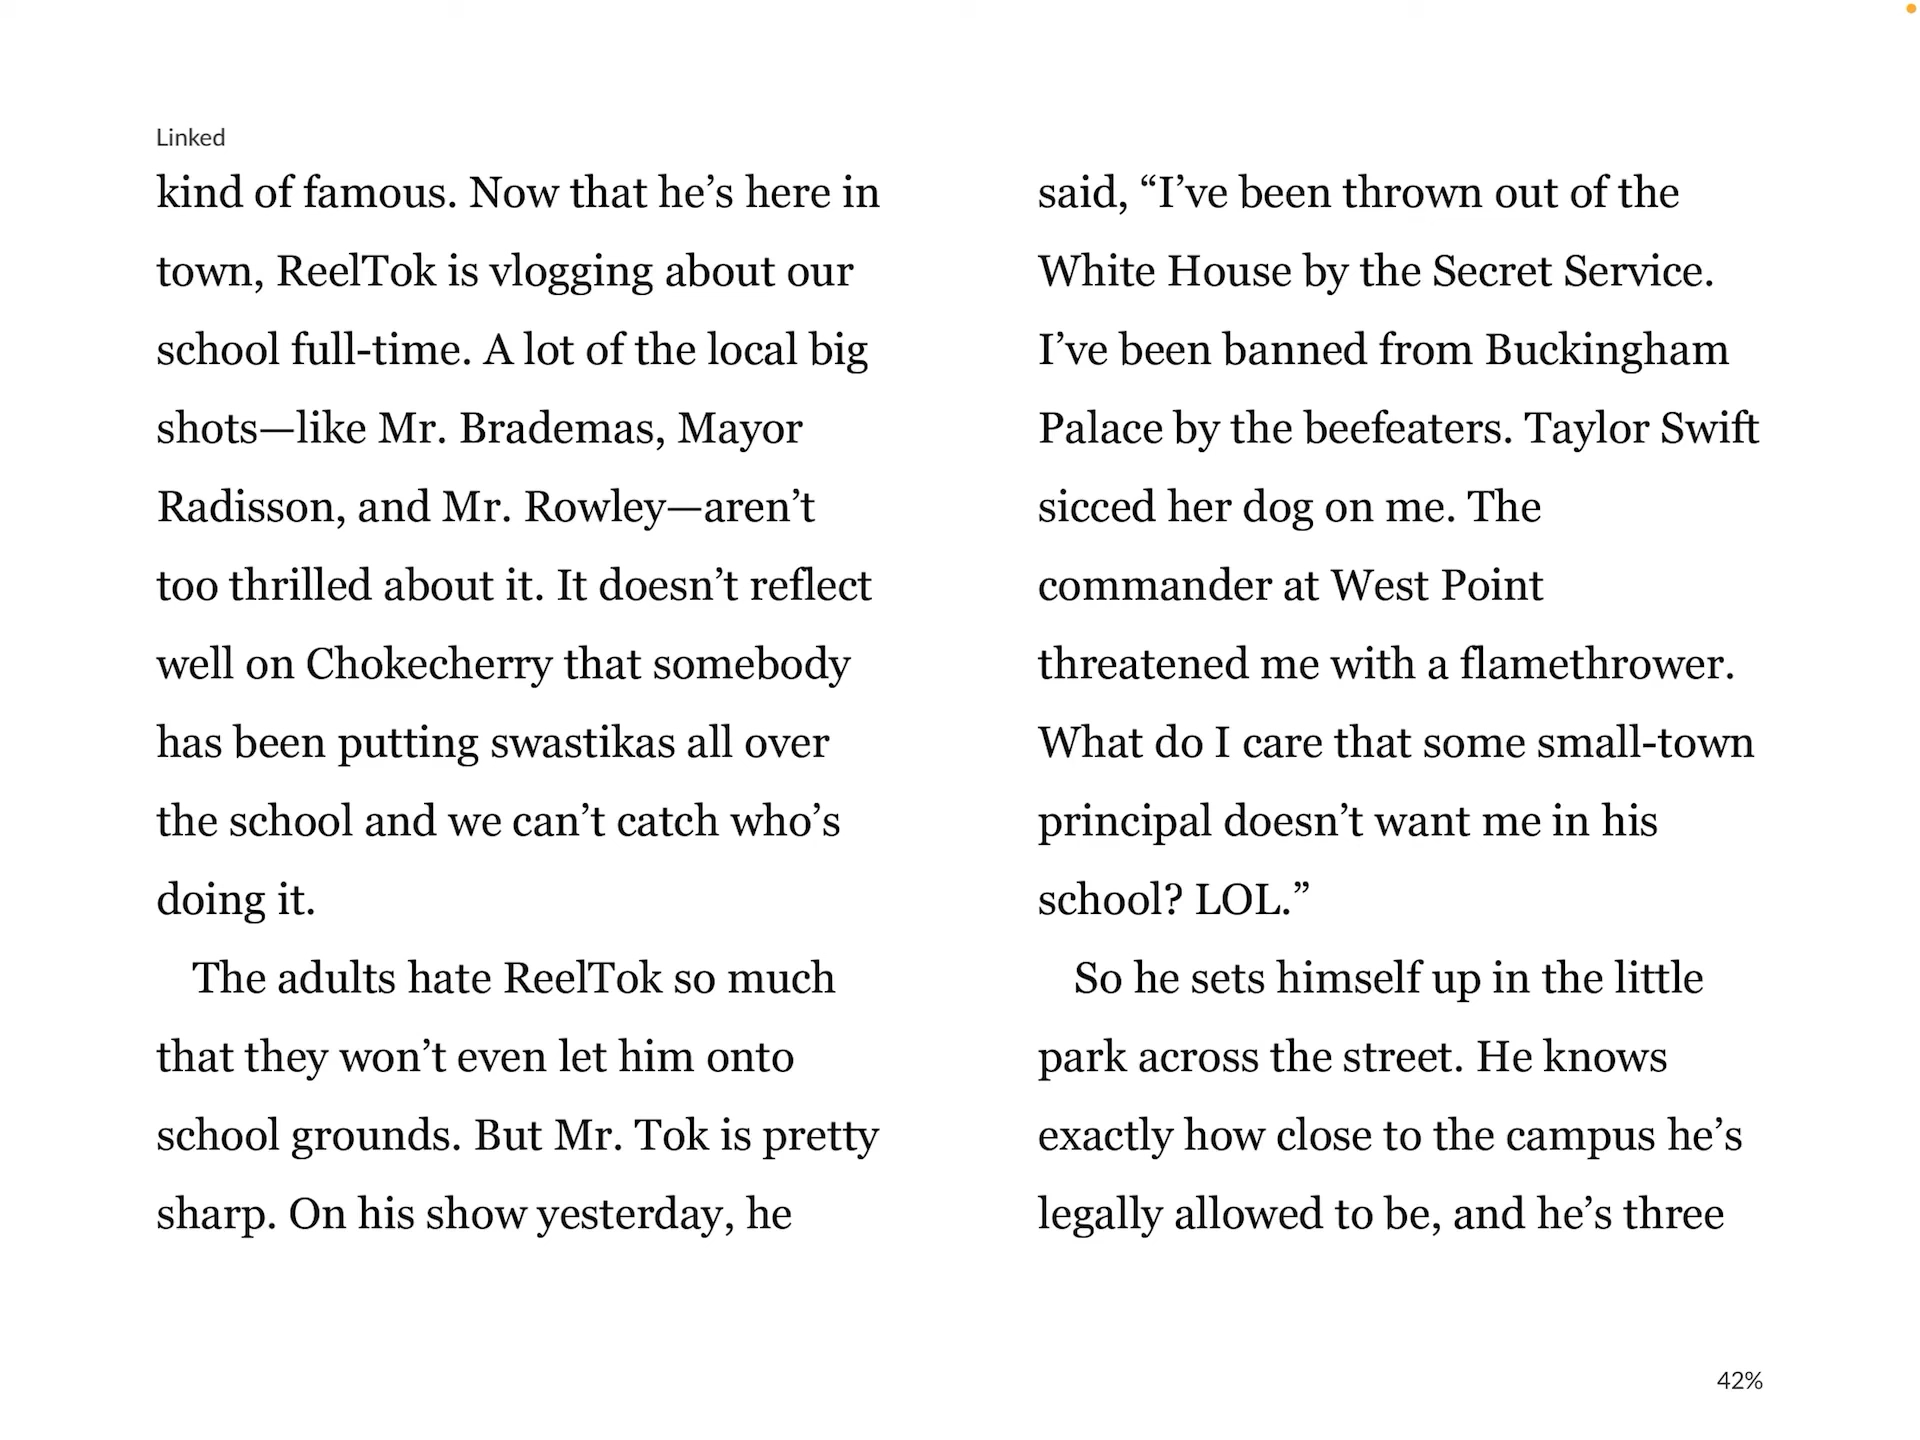 Linked
kind of famous. Now that he’s here in
town, ReelTok is vlogging about our
school full-time. A lot of the local big
shots—like Mr. Brademas, Mayor
Radisson, and Mr. Rowley—aren’t
too thrilled about it. It doesn’t reflect
well on Chokecherry that somebody
has been putting swastikas all over
the school and we can’t catch who’s
doing it.
The adults hate ReelTok so much
that they won’t even let him onto
school grounds. But Mr. Tok is pretty
sharp. On his show yesterday, he
said, “I’ve been thrown out of the
White House by the Secret Service.
I’ve been banned from Buckingham
Palace by the beefeaters. Taylor Swift
sicced her dog on me. The
commander at West Point
threatened me with a flamethrower.
What do I care that some small-town
principal doesn’t want me in his
school? LOL.”
So he sets himself up in the little
park across the street. He knows
exactly how close to the campus he’s
legally allowed to be, and he’s three
42%